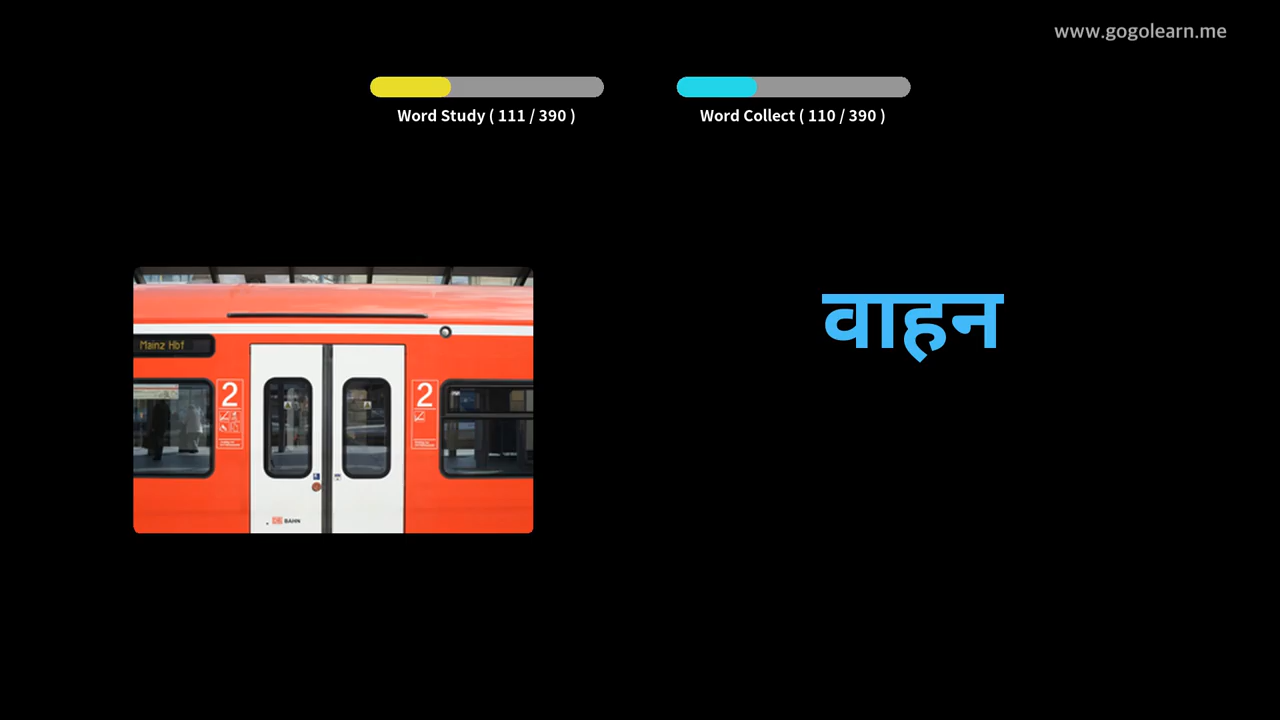 www.gogolearn.me
Word Study ( 111 / 390 )
Word Collect ( 110 / 390 )
वाहन
Mainz Hbf
2
2
DB BAHN